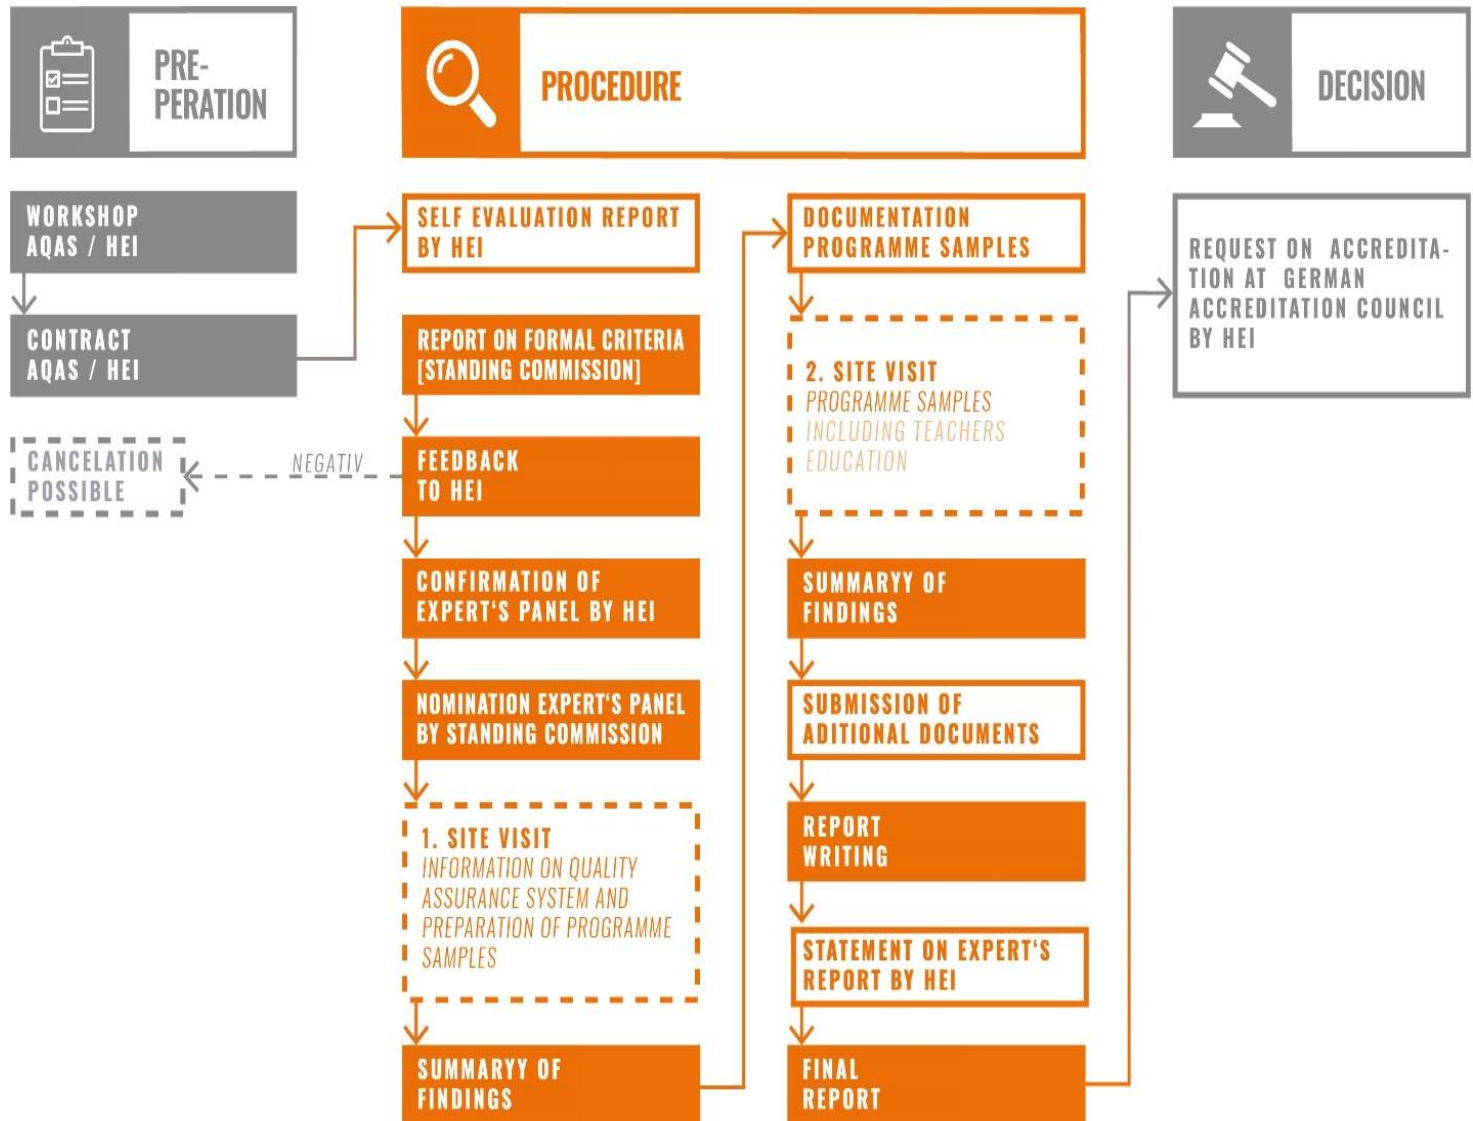 PRE-
PERATION
PROCEDURE
DECISION
WORKSHOP
AQAS / HEI
CONTRACT
AQAS / HEI
CANCELATION
POSSIBLE
NEGATIV
SELF EVALUATION REPORT
BY HEI
REPORT ON FORMAL CRITERIA
[STANDING COMMISSION]
FEEDBACK
TO HEI
CONFIRMATION OF
EXPERT‘S PANEL BY HEI
NOMINATION EXPERT‘S PANEL
BY STANDING COMMISSION
1. SITE VISIT
INFORMATION ON QUALITY
ASSURANCE SYSTEM AND
PREPARATION OF PROGRAMME
SAMPLES
SUMMARYY OF
FINDINGS
DOCUMENTATION
PROGRAMME SAMPLES
2. SITE VISIT
PROGRAMME SAMPLES
INCLUDING TEACHERS
EDUCATION
SUMMARYY OF
FINDINGS
SUBMISSION OF
ADITIONAL DOCUMENTS
REPORT
WRITING
STATEMENT ON EXPERT‘S
REPORT BY HEI
FINAL
REPORT
REQUEST ON ACCREDITA-
TION AT GERMAN
ACCREDITATION COUNCIL
BY HEI